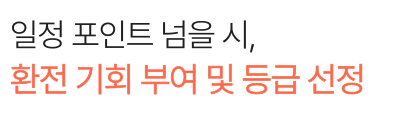 일정 포인트 넘을 시,
환전 기회 부여 및 등급 선정